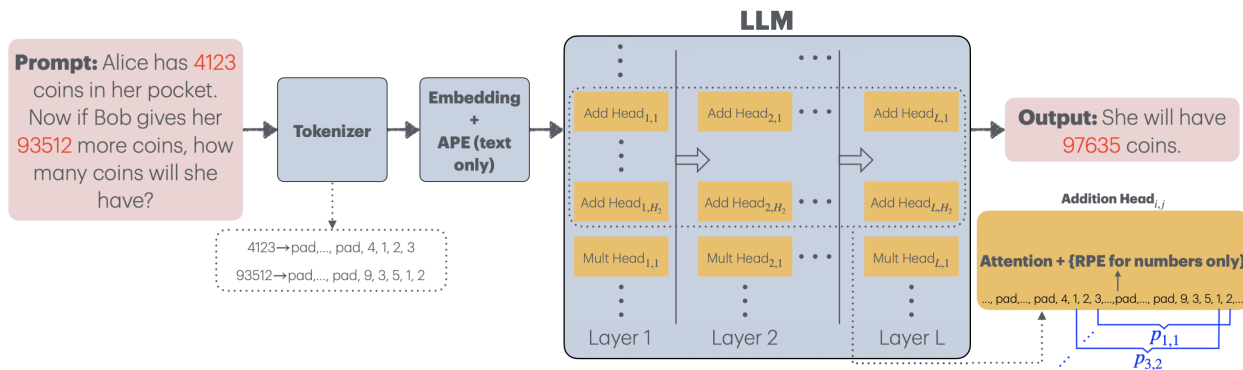 LLM
Prompt: Alice has 4123
coins in her pocket.
Now if Bob gives her
93512 more coins, how
many coins will she
have?
Tokenizer
Embedding
+
APE (text
only)
4123→pad,..., pad, 4, 1, 2, 3
93512→pad,..., pad, 9, 3, 5, 1, 2
Add Head1,1
Add Head2,1
Add HeadL,1
Add Head1,H2
Add Head2,H2
Add HeadL,H2
Mult Head1,1
Mult Head2,1
Mult HeadL,1
Layer 1
Layer 2
Layer L
Output: She will have
97635 coins.
Addition Headi,j
Attention + {RPE for numbers only}
..., pad,..., pad, 4, 1, 2, 3,...,pad,..., pad, 9, 3, 5, 1, 2,...
p1,1
p3,2